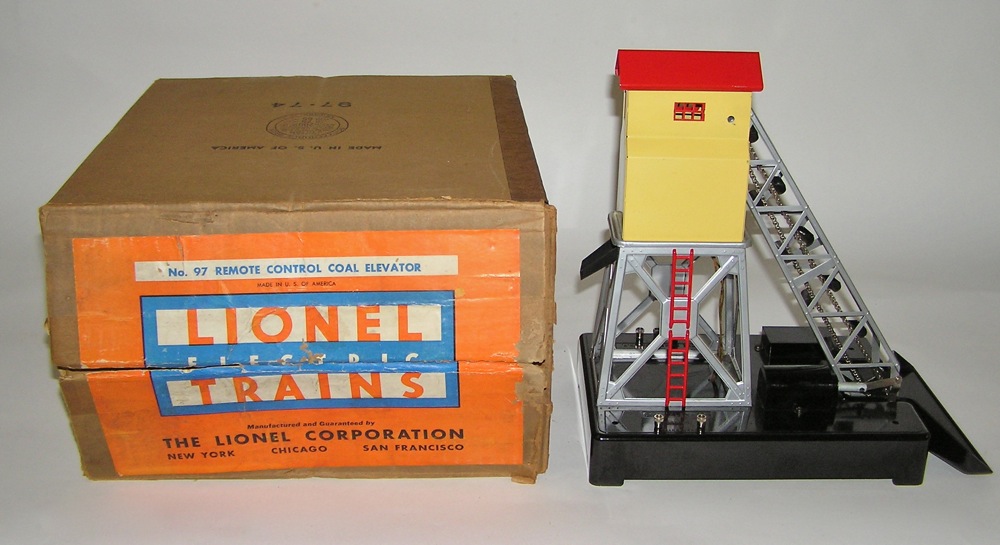 97-74
MADE IN U. S. OF AMERICA
No. 97 REMOTE CONTROL COAL ELEVATOR
MADE IN U. S. OF AMERICA
LIONEL
ELECTRIC
TRAINS
Manufactured and Guaranteed by
THE LIONEL CORPORATION
NEW YORK CHICAGO SAN FRANCISCO